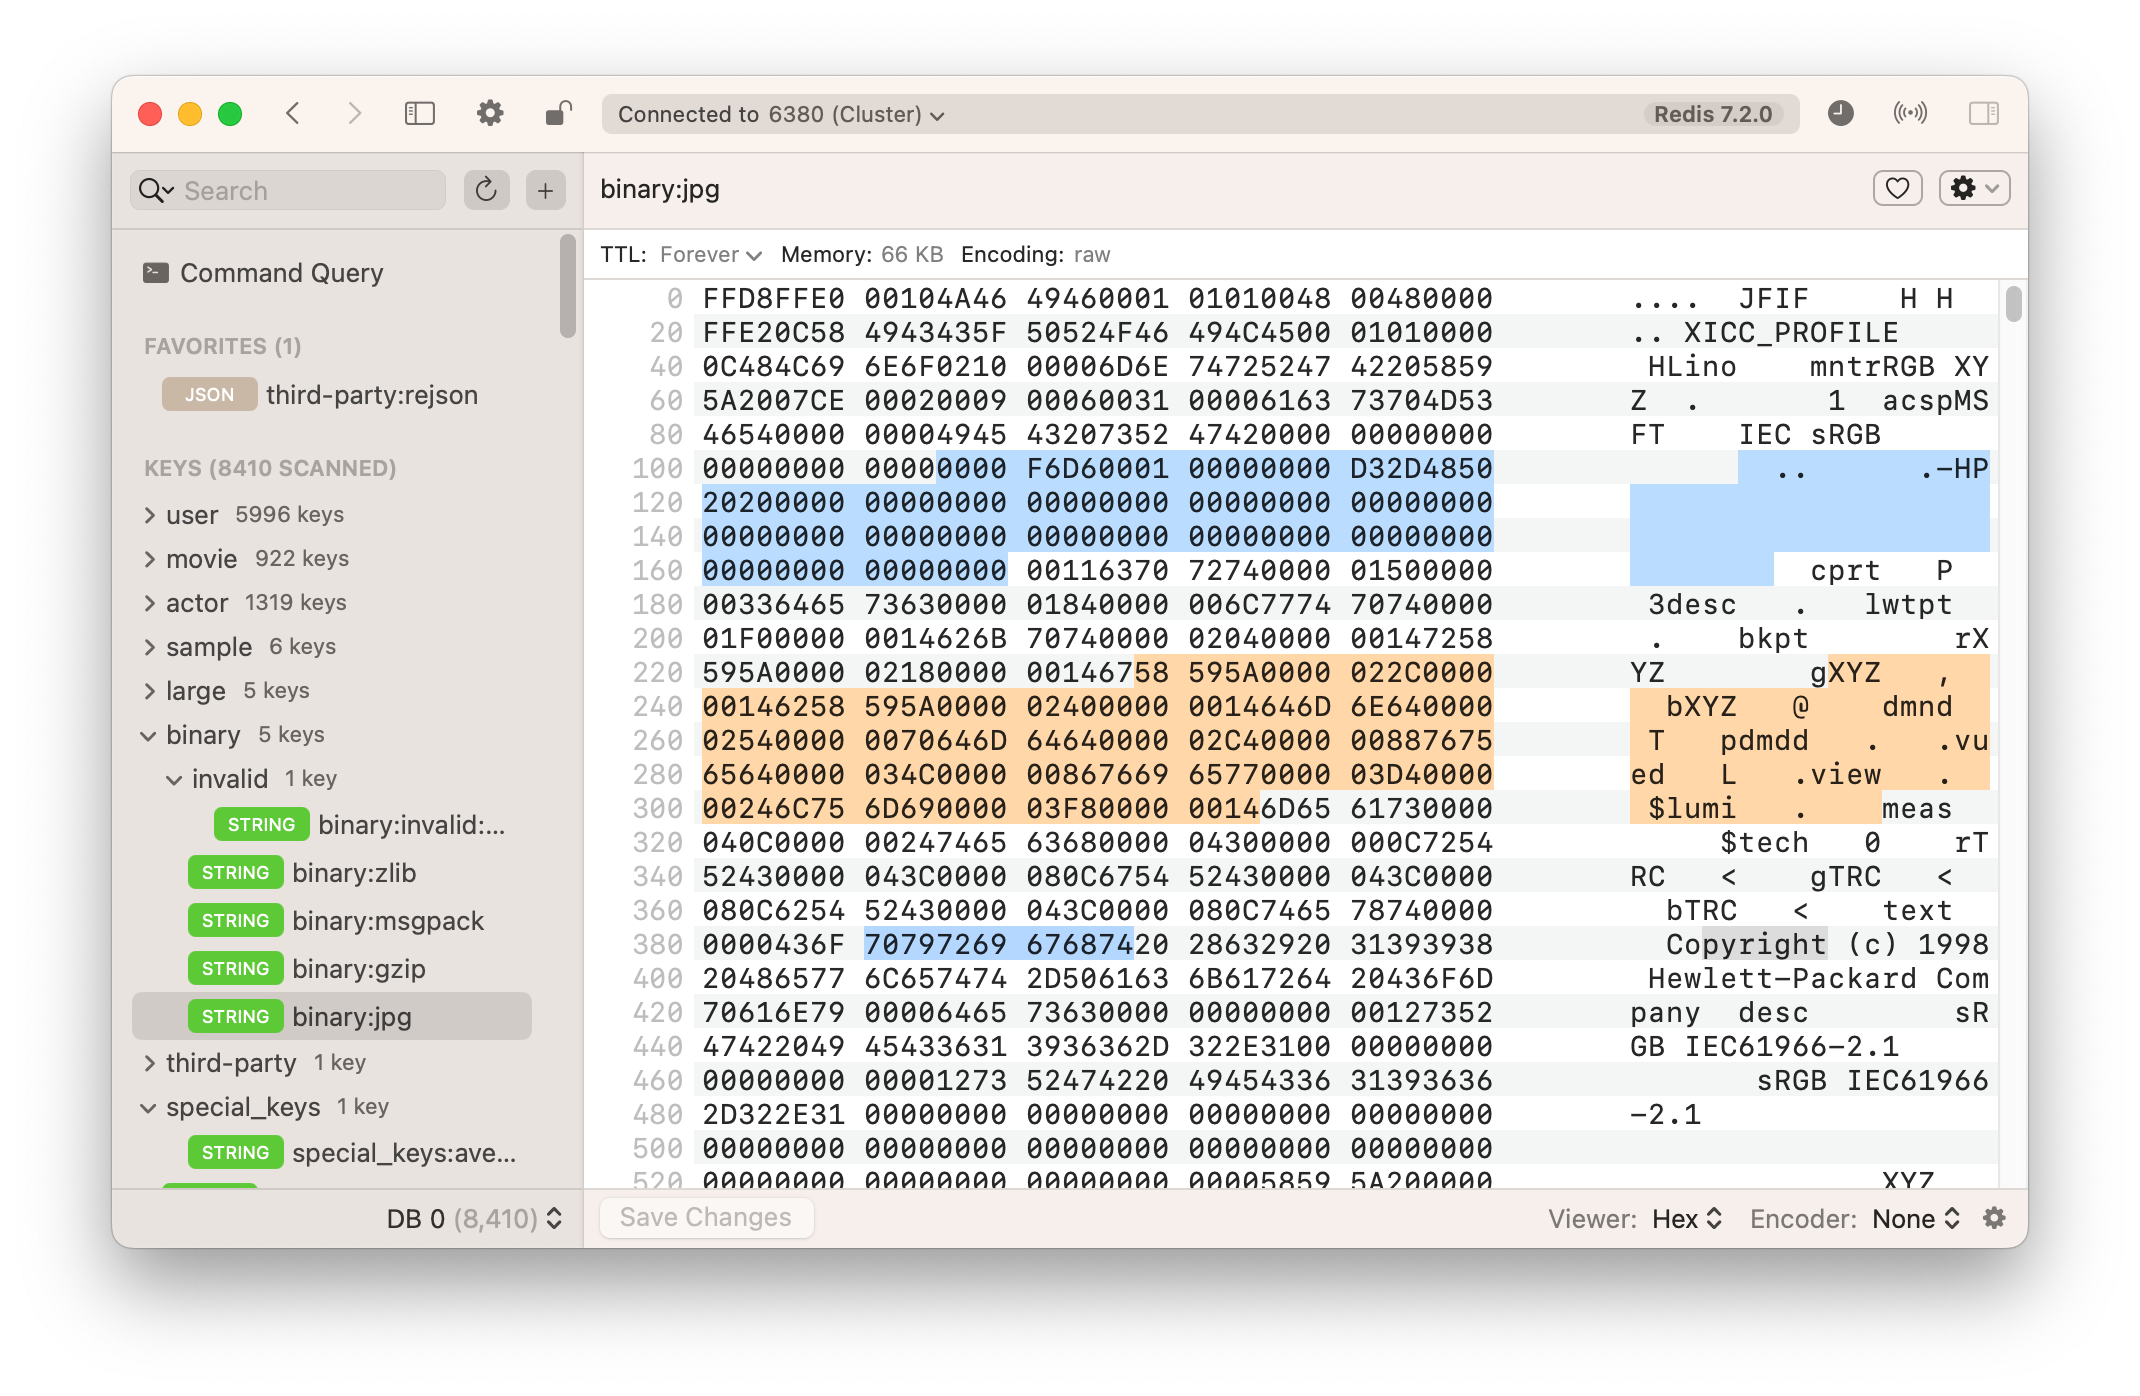 Connected to 6380 (Cluster)
Redis 7.2.0
Search
Command Query
FAVORITES (1)
JSON third-party:rejson
KEYS (8410 SCANNED)
user 5996 keys
movie 922 keys
actor 1319 keys
sample 6 keys
large 5 keys
binary 5 keys
invalid 1 key
STRING binary:invalid:...
STRING binary:zlib
STRING binary:msgpack
STRING binary:gzip
STRING binary:jpg
third-party 1 key
special_keys 1 key
STRING special_keys:ave...
DB 0 (8,410)
binary:jpg
TTL: Forever Memory: 66 KB Encoding: raw
0 FFD8FFE0 00104A46 49460001 01010048 00480000 .... JFIF H H
20 FFE20C58 4943435F 50524F46 494C4500 01010000 .. XICC_PROFILE
40 0C484C69 6E6F0210 00006D6E 74725247 42205859 HLino mntrRGB XY
60 5A2007CE 00020009 00060031 00006163 73704D53 Z . 1 acspMS
80 46540000 00004945 43207352 47420000 00000000 FT IEC sRGB
100 00000000 00000000 F6D60001 00000000 D32D4850 .. .-HP
120 20200000 00000000 00000000 00000000 00000000
140 00000000 00000000 00000000 00000000 00000000
160 00000000 00000000 00116370 72740000 01500000 cprt P
180 00336465 73630000 01840000 006C7774 70740000 3desc . lwtpt
200 01F00000 0014626B 70740000 02040000 00147258 . bkpt rX
220 595A0000 02180000 00146758 595A0000 022C0000 YZ gXYZ ,
240 00146258 595A0000 02400000 0014646D 6E640000 bXYZ @ dmnd
260 02540000 0070646D 64640000 02C40000 00887675 T pdmdd . .vu
280 65640000 034C0000 00867669 65770000 03D40000 ed L .view .
300 00246C75 6D690000 03F80000 00146D65 61730000 $lumi . meas
320 040C0000 00247465 63680000 04300000 000C7254 $tech 0 rT
340 52430000 043C0000 080C6754 52430000 043C0000 RC < gTRC <
360 080C6254 52430000 043C0000 080C7465 78740000 bTRC < text
380 0000436F 70797269 67687420 28632920 31393938 Copyright (c) 1998
400 20486577 6C657474 2D506163 6B617264 20436F6D Hewlett-Packard Com
420 70616E79 00006465 73630000 00000000 00127352 pany desc sR
440 47422049 45433631 3936362D 322E3100 00000000 GB IEC61966-2.1
460 00000000 00001273 52474220 49454336 31393636 sRGB IEC61966
480 2D322E31 00000000 00000000 00000000 00000000 -2.1
500 00000000 00000000 00000000 00000000 00000000
520 00000000 00000000 00000000 00005859 5A200000 XYZ
Save Changes
Viewer: Hex Encoder: None